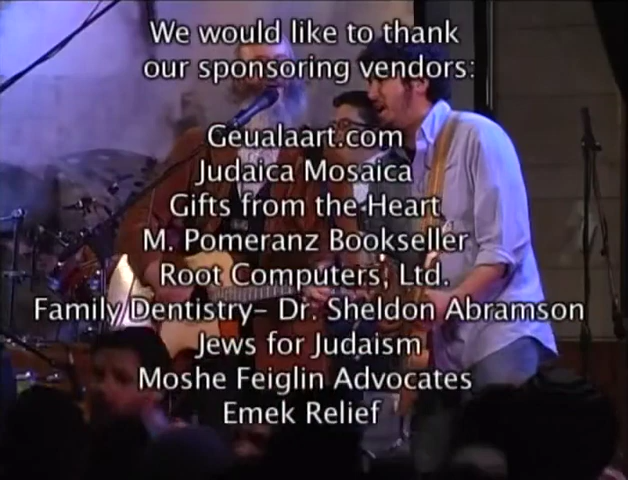 We would like to thank
our sponsoring vendors:
Geualaart.com
Judaica Mosaica
Gifts from the Heart
M. Pomeranz Bookseller
Root Computers, Ltd.
Family Dentistry- Dr. Sheldon Abramson
Jews for Judaism
Moshe Feiglin Advocates
Emek Relief